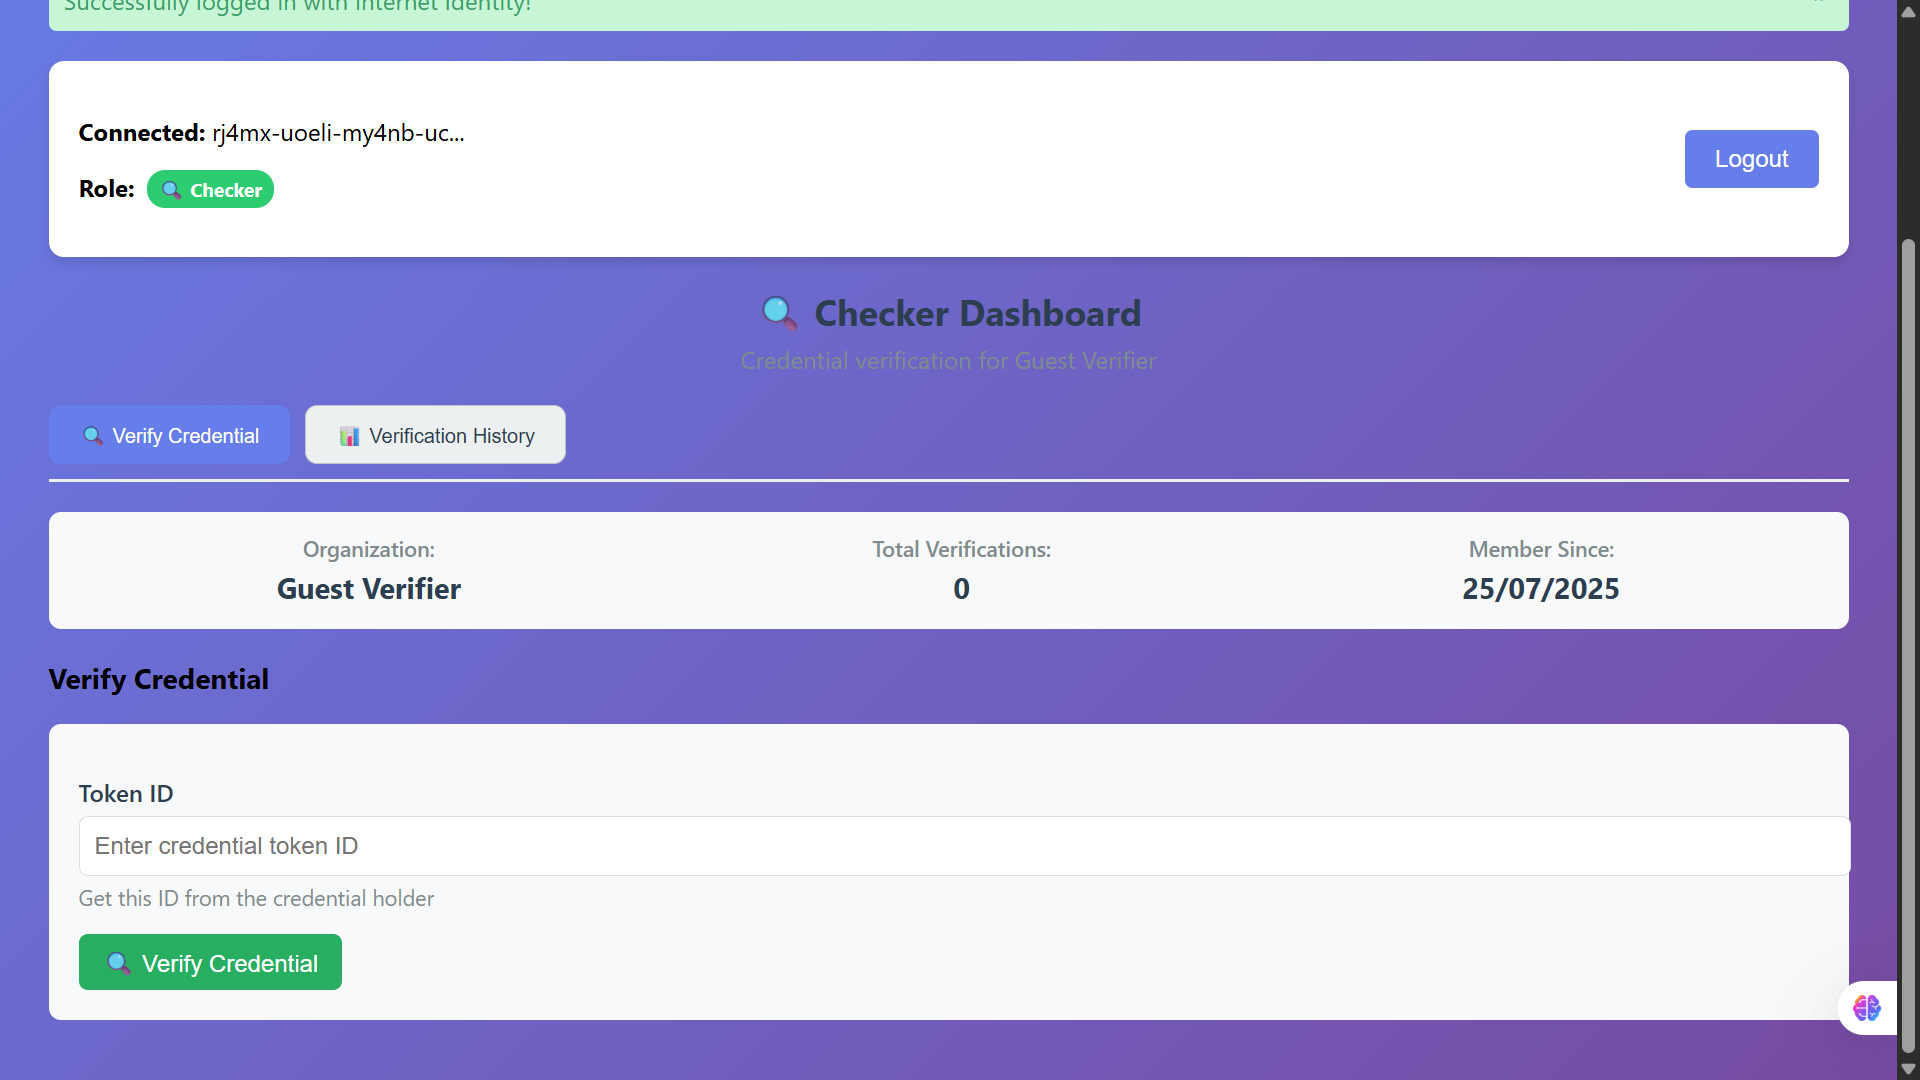 Successfully logged in with Internet Identity!
Connected: rj4mx-uoeli-my4nb-uc...
Role: Checker
Logout
Checker Dashboard
Credential verification for Guest Verifier
Verify Credential
Verification History
Organization:
Guest Verifier
Total Verifications:
0
Member Since:
25/07/2025
Verify Credential
Token ID
Enter credential token ID
Get this ID from the credential holder
Verify Credential